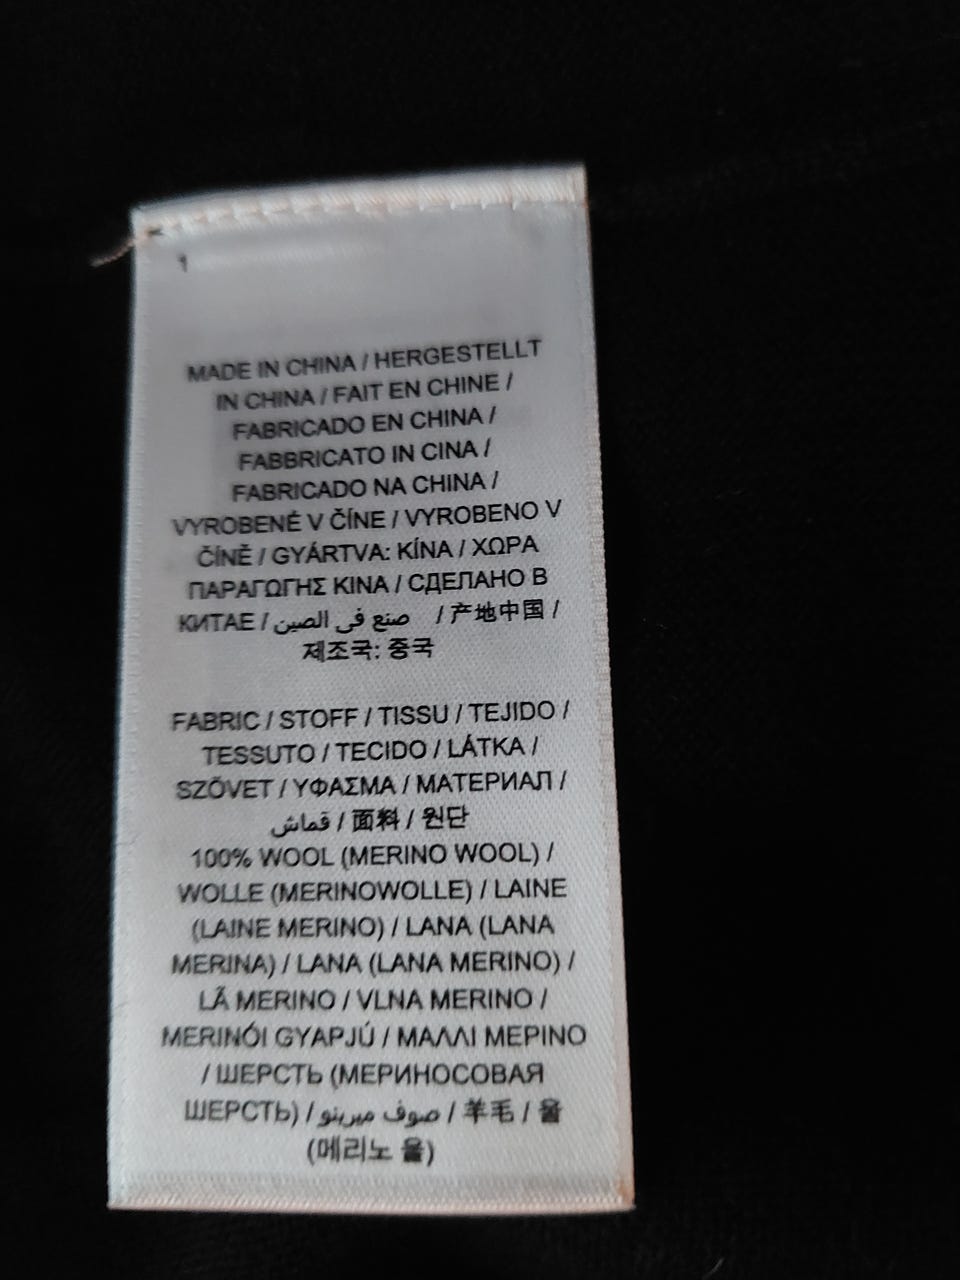 1
MADE IN CHINA / HERGESTELLT
IN CHINA / FAIT EN CHINE /
FABRICADO EN CHINA /
FABBRICATO IN CINA /
FABRICADO NA CHINA /
VYROBENÉ V ČÍNE / VYROBENO V
ČÍNĚ / GYÁRTVA: KÍNA / ΧΩΡΑ
ΠΑΡΑΓΩΓΗΣ ΚΙΝΑ / СДЕЛАНО В
КИТАЕ / صنع في الصين / 产地中国 /
제조국: 중국
FABRIC / STOFF / TISSU / TEJIDO /
TESSUTO / TECIDO / LÁTKA /
SZÖVET / ΥΦΑΣΜΑ / МАТЕРИАЛ /
قماش / 面料 / 원단
100% WOOL (MERINO WOOL) /
WOLLE (MERINOWOLLE) / LAINE
(LAINE MERINO) / LANA (LANA
MERINA) / LANA (LANA MERINO) /
LÃ MERINO / VLNA MERINO /
MERINÓI GYAPJÚ / ΜΑΛΛΙ ΜΕΡΙΝΟ
/ ШЕРСТЬ (МЕРИНОСОВАЯ
ШЕРСТЬ) / صوف ميرينو / 羊毛 / 울
(메리노 울)